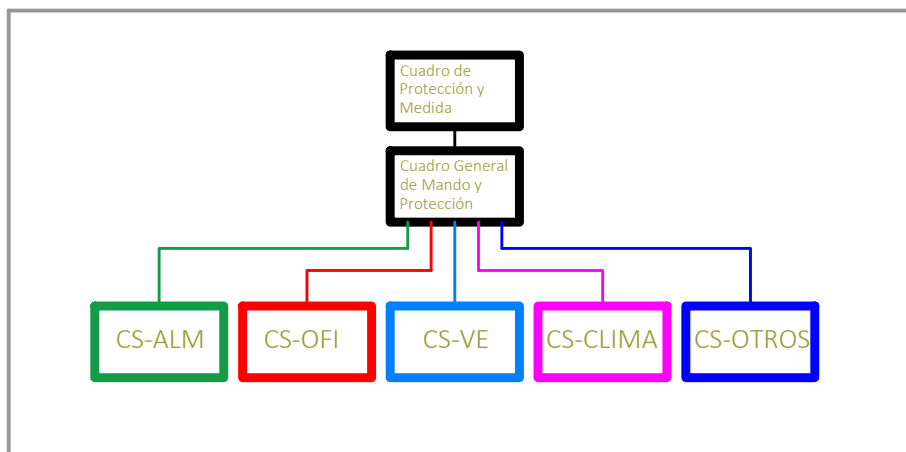 Cuadro de
Protección y
Medida
Cuadro General
de Mando y
Protección
CS-ALM
CS-OFI
CS-VE
CS-CLIMA
CS-OTROS